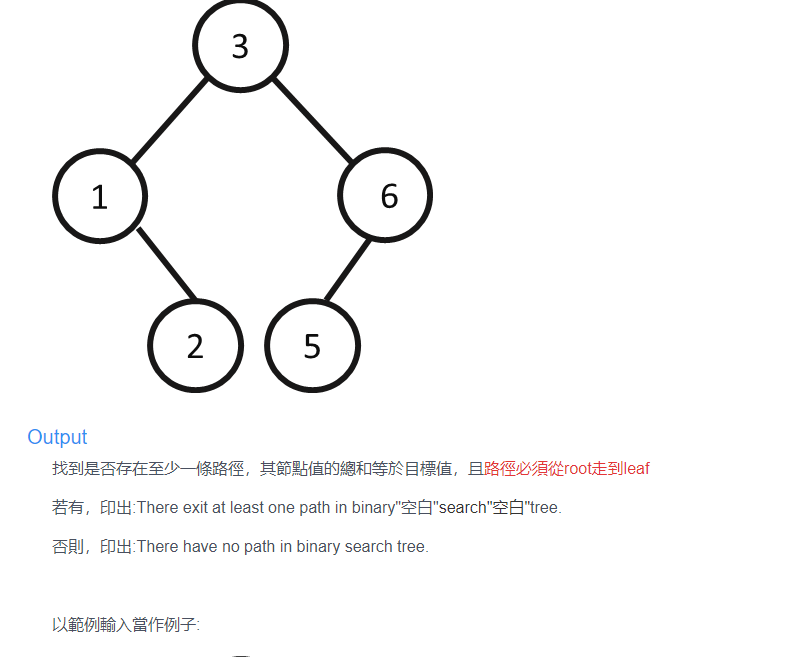 3
1
6
2
5
Output
找到是否存在至少一條路徑，其節點值的總和等於目標值，且路徑必須從root走到leaf
若有，印出:There exit at least one path in binary"空白"search"空白"tree.
否則，印出:There have no path in binary search tree.
以範例輸入當作例子: